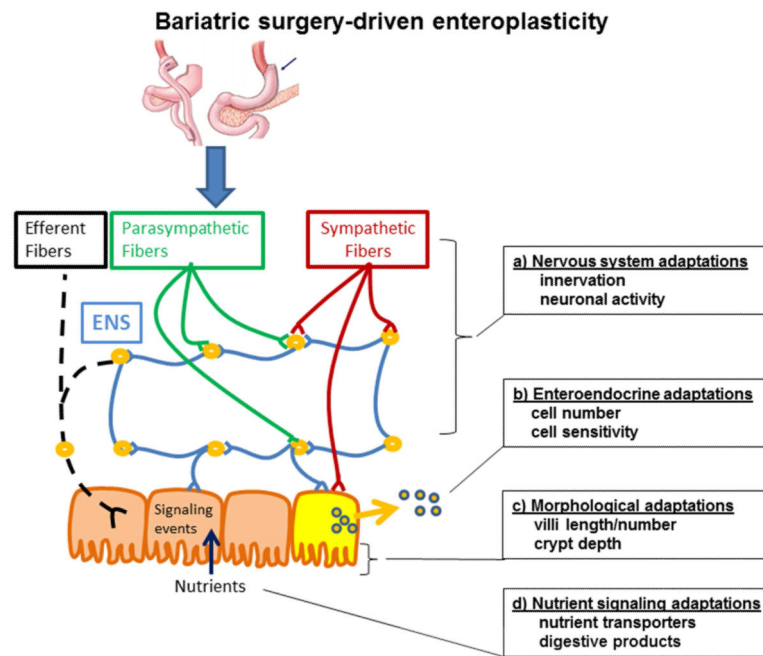 Bariatric surgery-driven enteroplasticity
Efferent
Fibers
Parasympathetic
Fibers
Sympathetic
Fibers
ENS
Signaling
events
Nutrients
a) Nervous system adaptations
innervation
neuronal activity
b) Enteroendocrine adaptations
cell number
cell sensitivity
c) Morphological adaptations
villi length/number
crypt depth
d) Nutrient signaling adaptations
nutrient transporters
digestive products